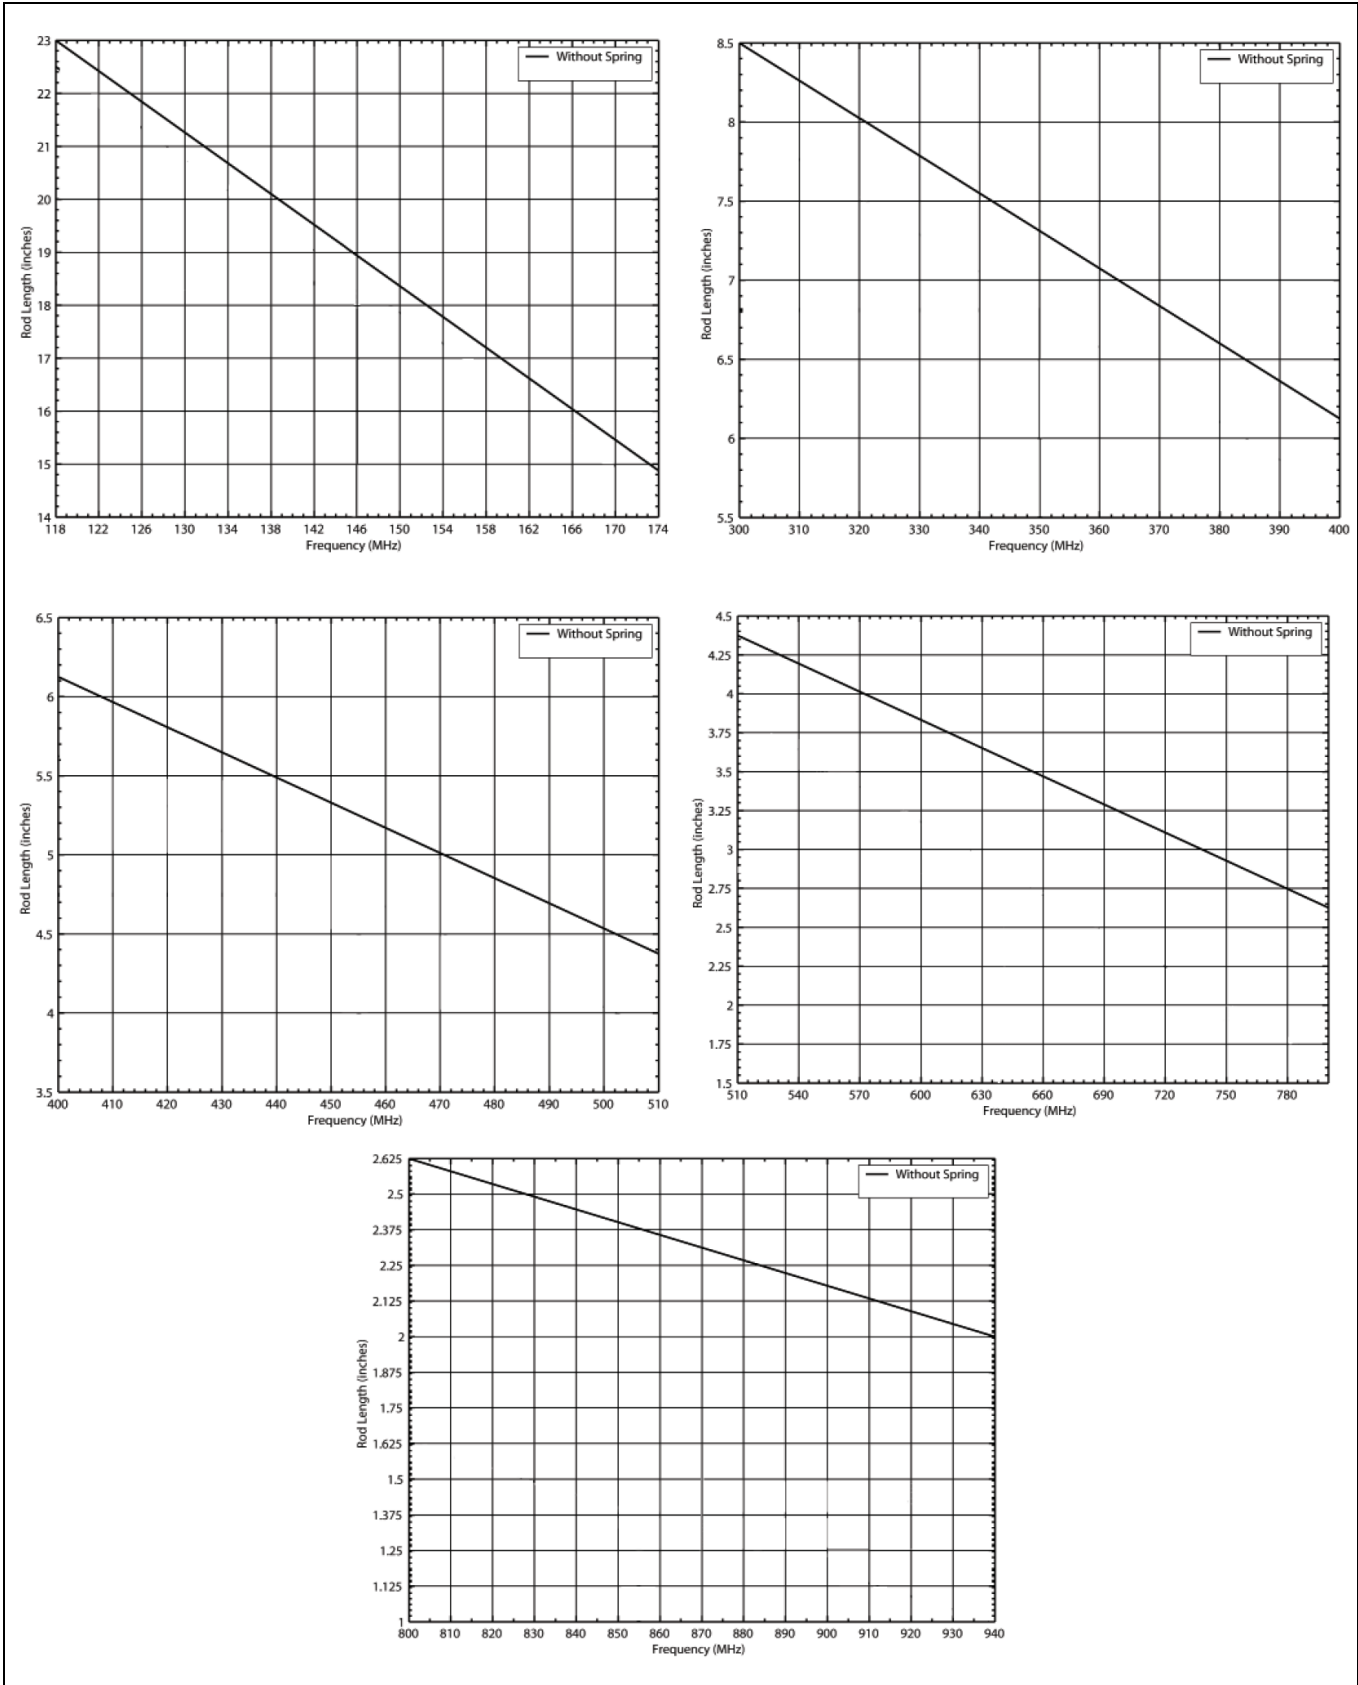 Without Spring
23
22
21
20
19
18
17
16
15
14
Rod Length (inches)
118 122 126 130 134 138 142 146 150 154 158 162 166 170 174
Frequency (MHz)
Without Spring
8.5
8
7.5
7
6.5
6
5.5
Rod Length (inches)
300 310 320 330 340 350 360 370 380 390 400
Frequency (MHz)
Without Spring
6.5
6
5.5
5
4.5
4
3.5
Rod Length (inches)
400 410 420 430 440 450 460 470 480 490 500 510
Frequency (MHz)
Without Spring
4.5
4.25
4
3.75
3.5
3.25
3
2.75
2.5
2.25
2
1.75
1.5
Rod Length (inches)
510 540 570 600 630 660 690 720 750 780
Frequency (MHz)
Without Spring
2.625
2.5
2.375
2.25
2.125
2
1.875
1.75
1.625
1.5
1.375
1.25
1.125
1
Rod Length (inches)
800 810 820 830 840 850 860 870 880 890 900 910 920 930 940
Frequency (MHz)